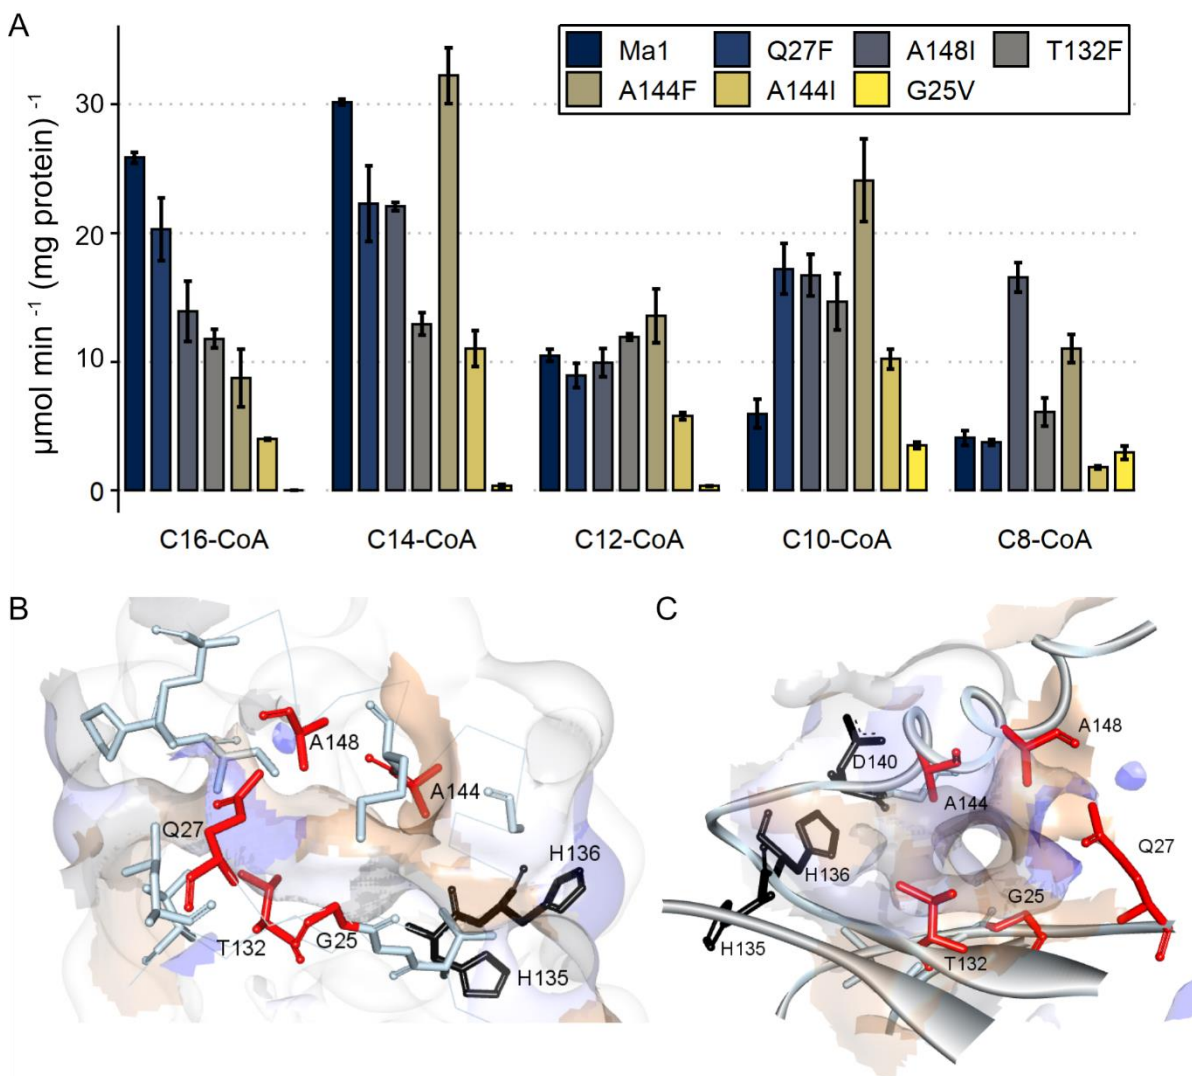 A
µmol min ⁻¹ (mg protein) ⁻¹
30
20
10
0
Ma1 Q27F A148I T132F
A144F A144I G25V
C16-CoA C14-CoA C12-CoA C10-CoA C8-CoA
B
A148
A144
Q27
H136
T132
G25
H135
C
A148
D140
A144
Q27
H136
G25
H135
T132